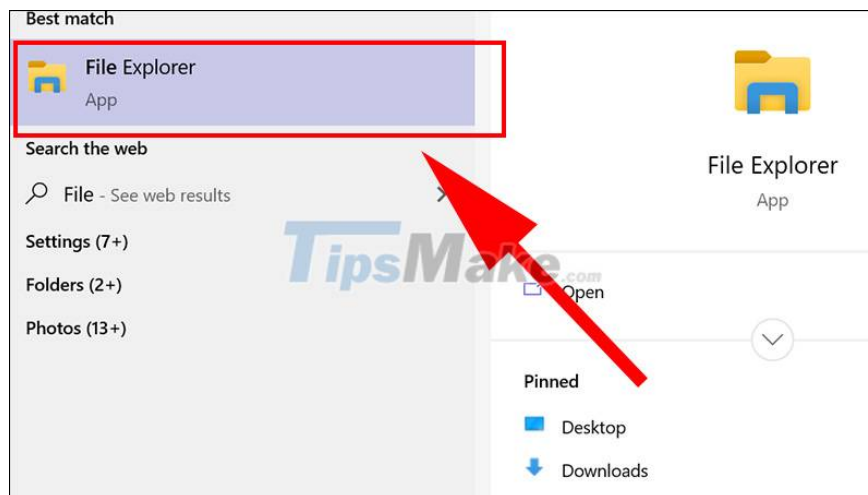 Best match
File Explorer
App
Search the web
File - See web results
Settings (7+)
Folders (2+)
Photos (13+)
TipsMake.com
File Explorer
App
Open
Pinned
Desktop
Downloads